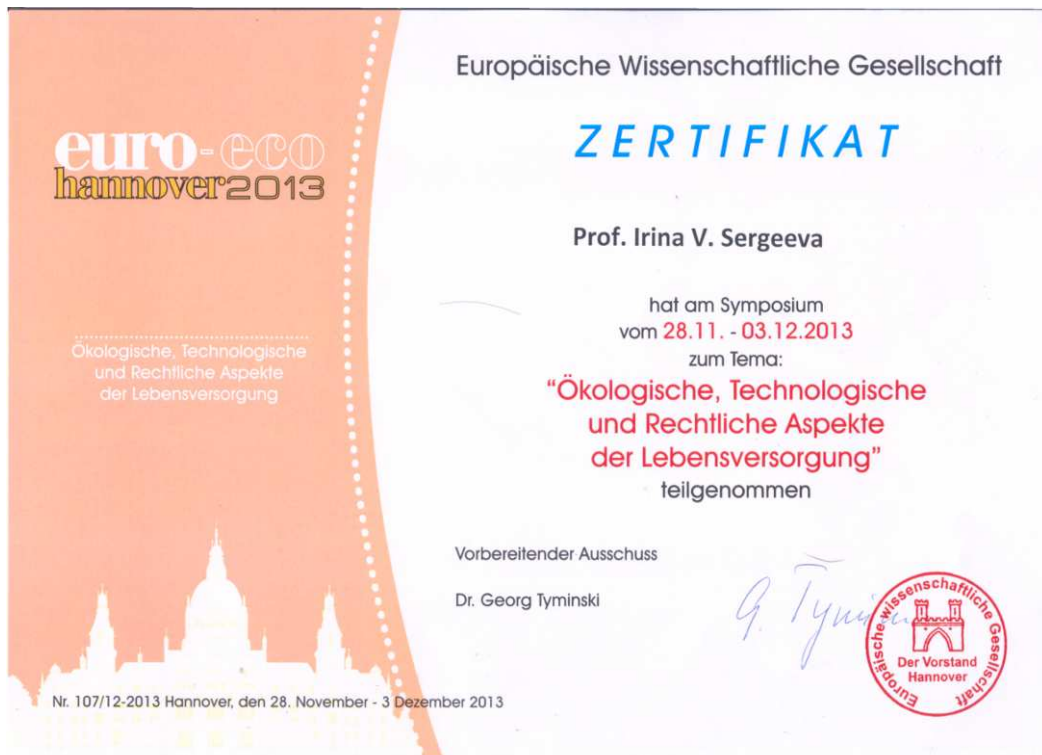 euro-eco
hannover2013
Ökologische, Technologische
und Rechtliche Aspekte
der Lebensversorgung
Europäische Wissenschaftliche Gesellschaft
ZERTIFIKAT
Prof. Irina V. Sergeeva
hat am Symposium
vom 28.11. - 03.12.2013
zum Tema:
“Ökologische, Technologische
und Rechtliche Aspekte
der Lebensversorgung”
teilgenommen
Vorbereitender Ausschuss
Dr. Georg Tyminski
G. Tyminski
Europäische wissenschaftliche Gesellschaft
Der Vorstand
Hannover
Nr. 107/12-2013 Hannover, den 28. November - 3 Dezember 2013